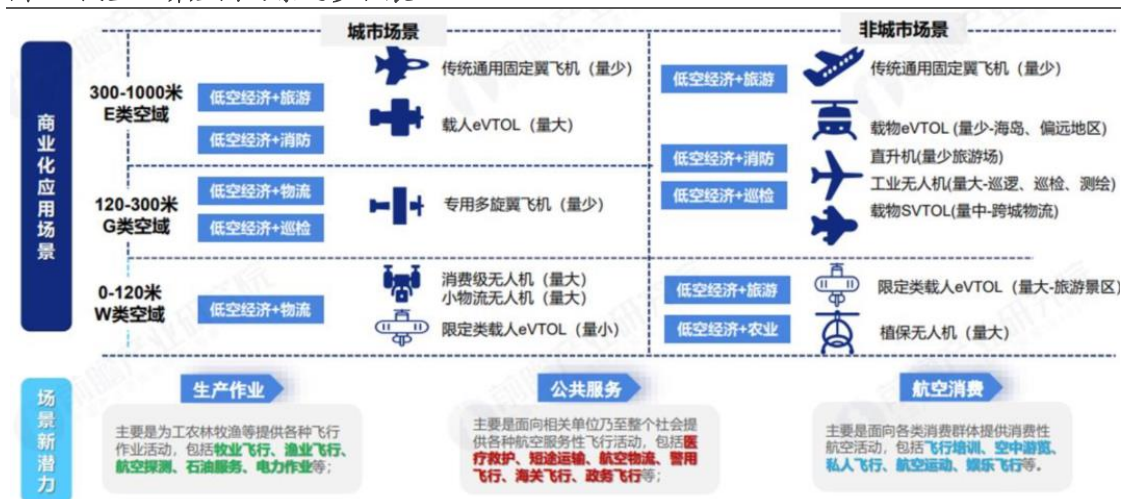 城市场景
非城市场景
商业化应用场景
300-1000米
E类空域
低空经济+旅游
低空经济+消防
传统通用固定翼飞机（量少）
载人eVTOL（量大）
低空经济+旅游
传统通用固定翼飞机（量少）
120-300米
G类空域
低空经济+物流
低空经济+巡检
专用多旋翼飞机（量少）
低空经济+消防
低空经济+巡检
载物eVTOL (量少-海岛、偏远地区)
直升机(量少旅游场)
工业无人机(量大-巡逻、巡检、测绘)
载物SVTOL(量中-跨城物流)
0-120米
W类空域
低空经济+物流
消费级无人机（量大）
小物流无人机（量大）
限定类载人eVTOL（量小）
低空经济+旅游
低空经济+农业
限定类载人eVTOL（量大-旅游景区）
植保无人机（量大）
场景新潜力
生产作业
主要是为工农林牧渔等提供各种飞行
作业活动，包括牧业飞行、渔业飞行、
航空探测、石油服务、电力作业等；
公共服务
主要是面向相关单位乃至整个社会提
供各种航空服务性飞行活动，包括医
疗救护、短途运输、航空物流、警用
飞行、海关飞行、政务飞行等；
航空消费
主要是面向各类消费群体提供消费性
航空活动，包括飞行培训、空中游览、
私人飞行、航空运动、娱乐飞行等。